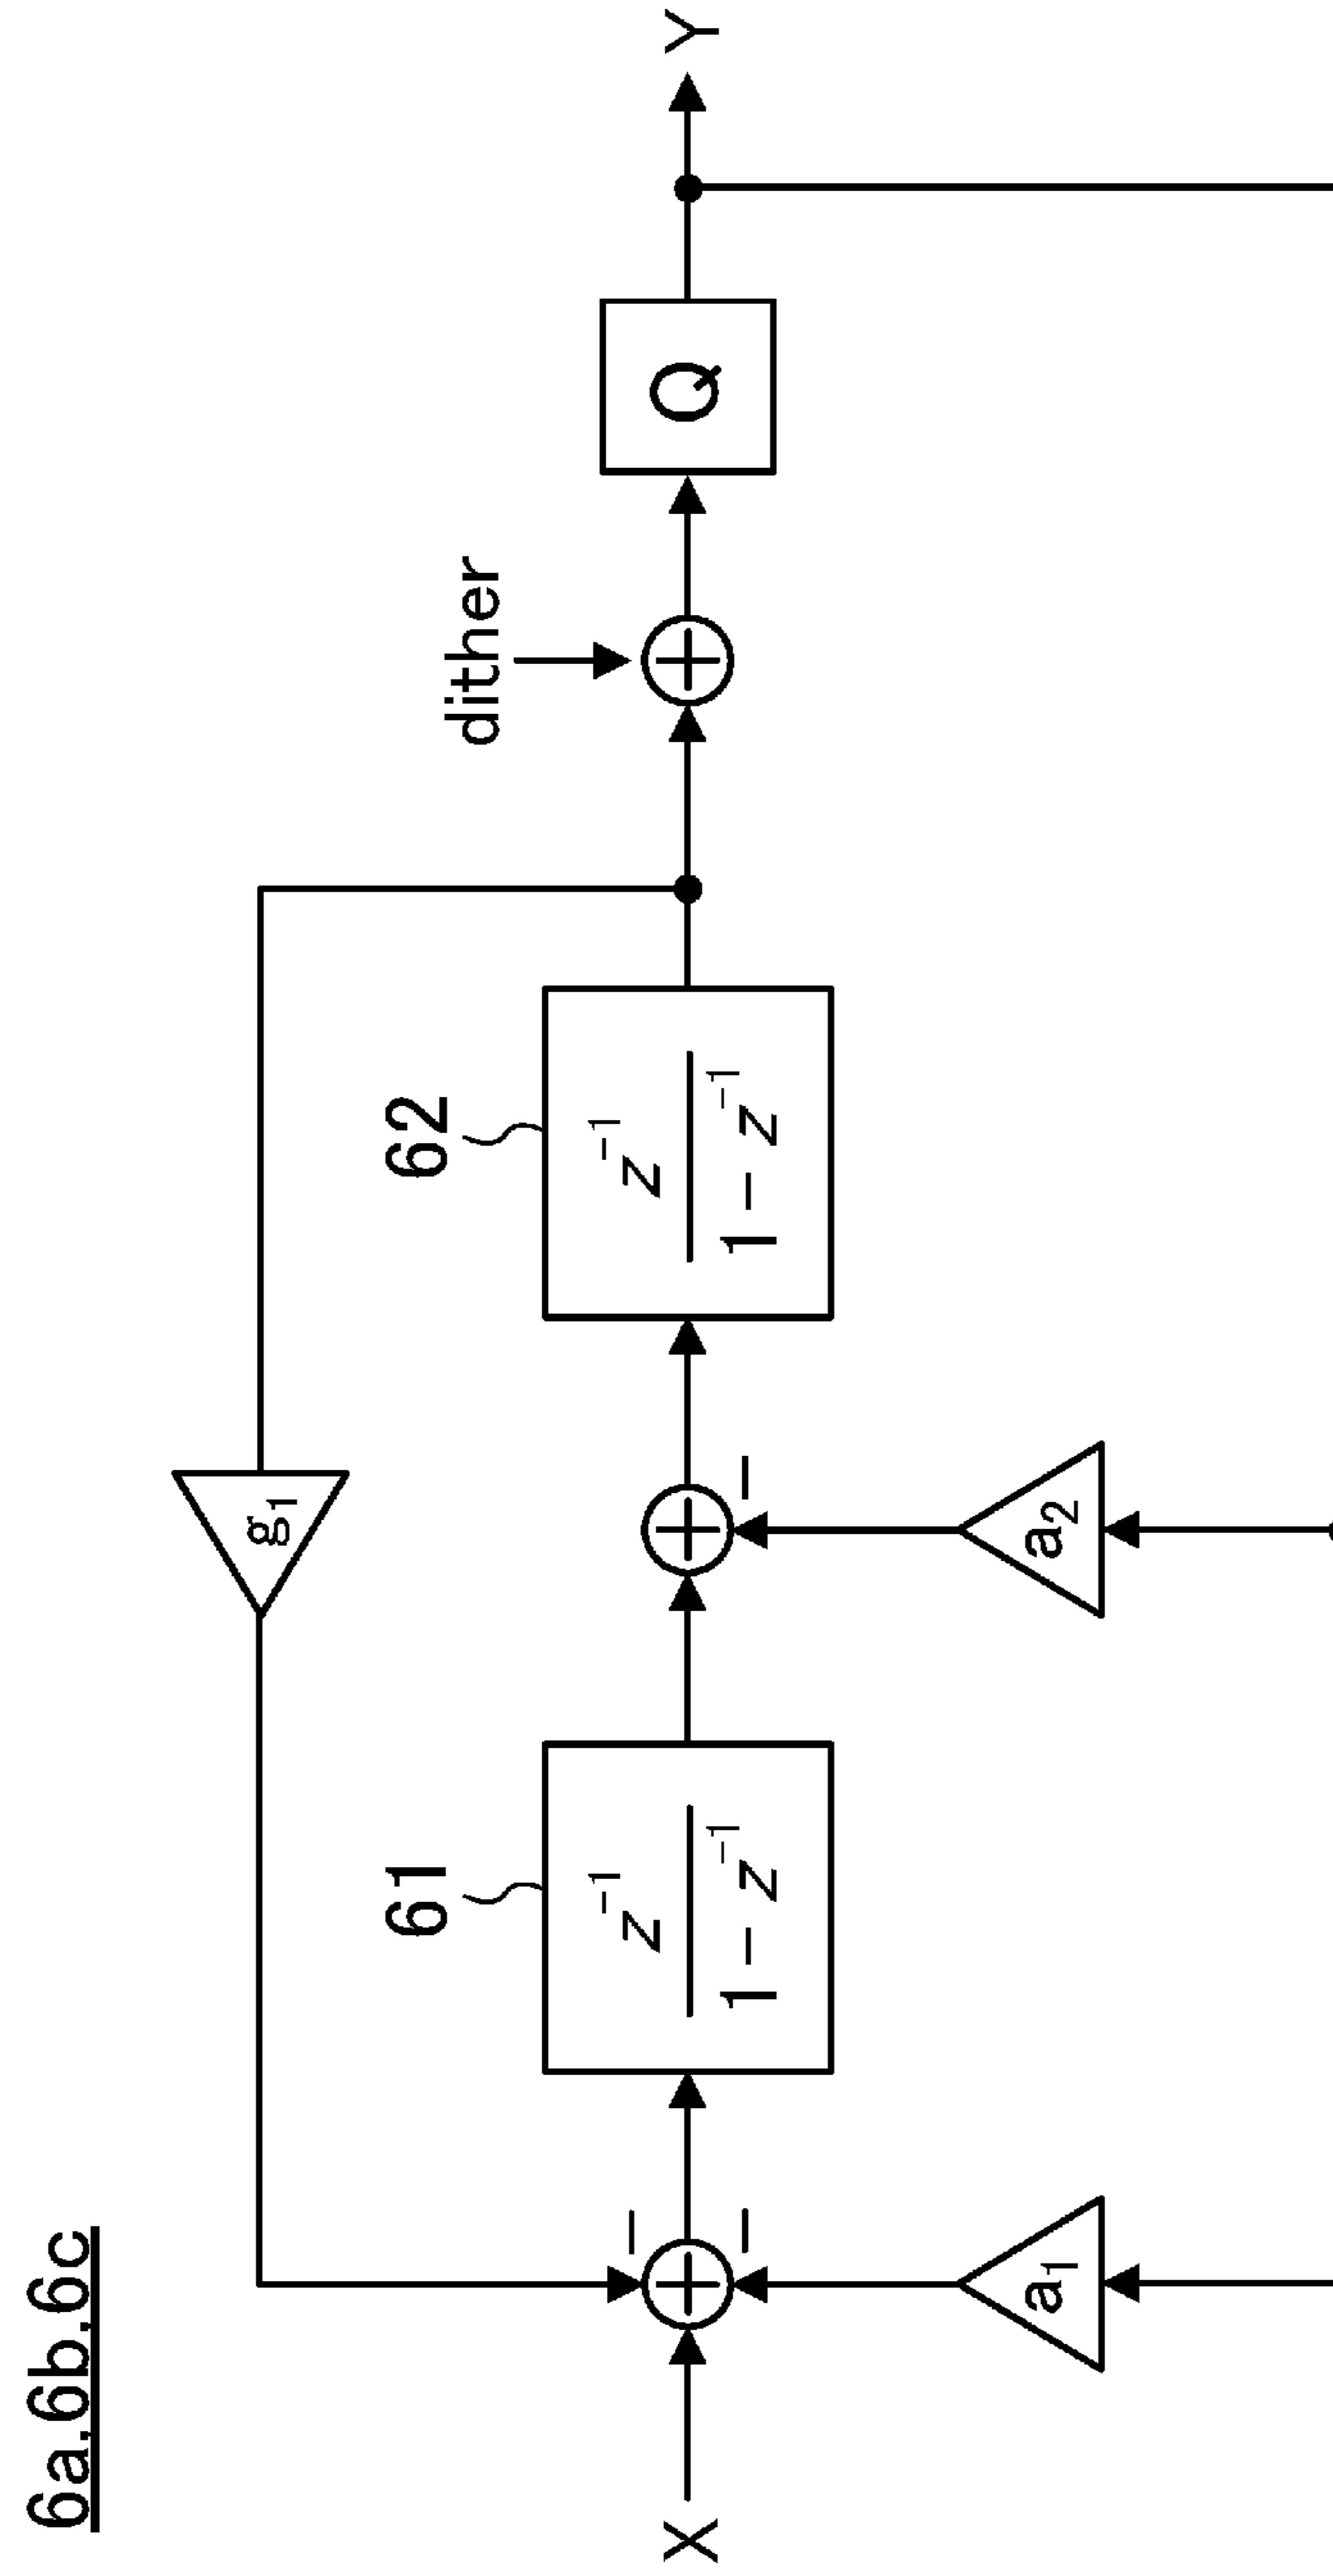 6a,6b,6c
g₁
61
62
dither
X
+
z⁻¹
1 - z⁻¹
+
z⁻¹
1 - z⁻¹
+
Q
Y
−
−
−
a₁
a₂